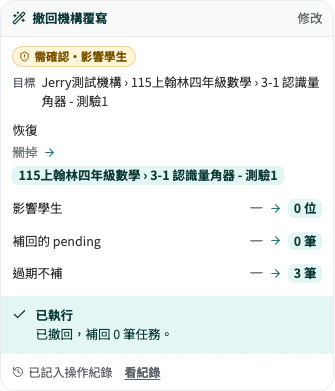 撤回機構覆寫 修改
需確認・影響學生
目標 Jerry測試機構 › 115上翰林四年級數學 › 3-1 認識量
角器 - 測驗1
恢復
關掉 →
115上翰林四年級數學 › 3-1 認識量角器 - 測驗1
影響學生 — → 0 位
補回的 pending — → 0 筆
過期不補 — → 3 筆
已執行
已撤回，補回 0 筆任務。
已記入操作紀錄 看紀錄